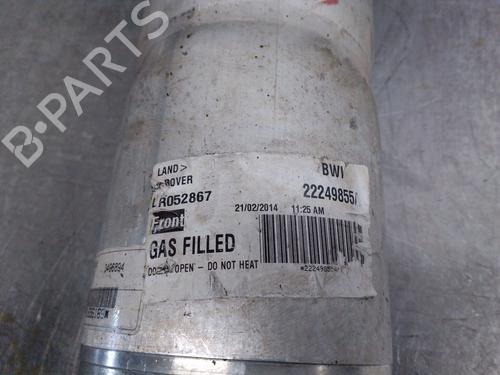 B-PARTS
LAND> BWI
ROVER
LR052867 22249855/
Front 21/02/2014 11:25 AM
GAS FILLED
OPEN - DO NOT HEAT